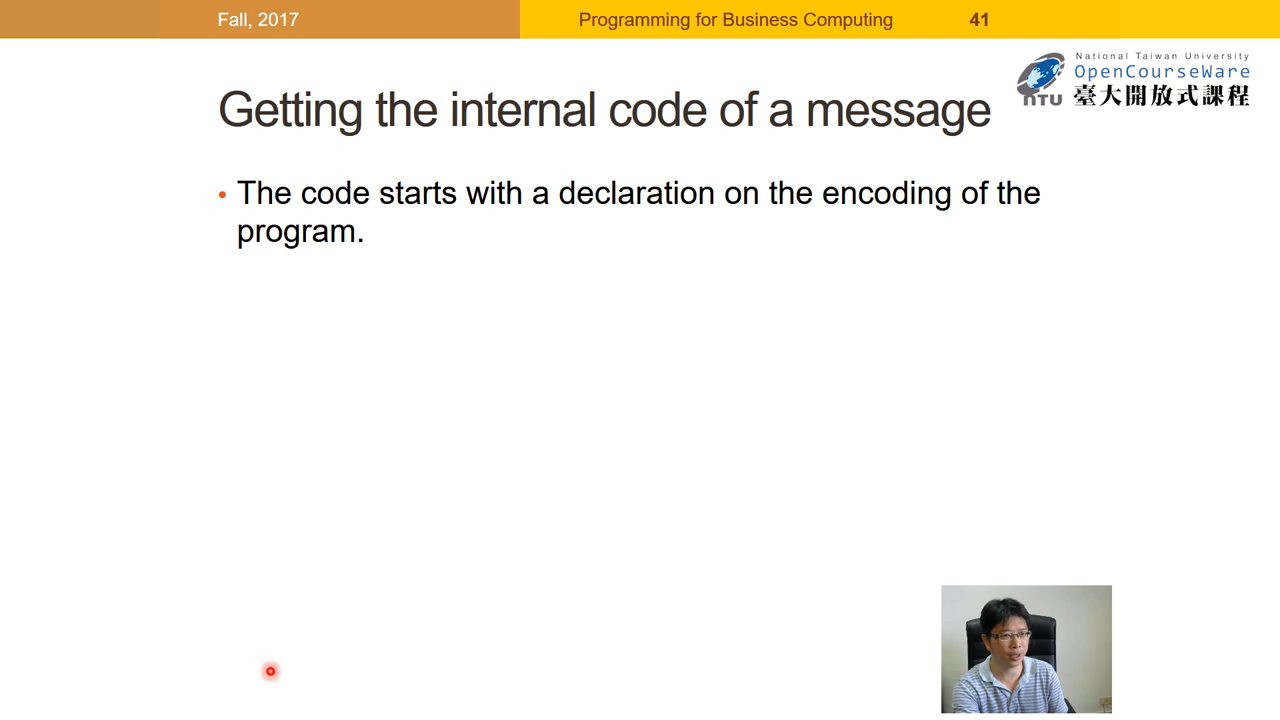 Fall, 2017
Programming for Business Computing 41
National Taiwan University
OpenCourseWare
臺大開放式課程
NTU
Getting the internal code of a message
• The code starts with a declaration on the encoding of the
program.